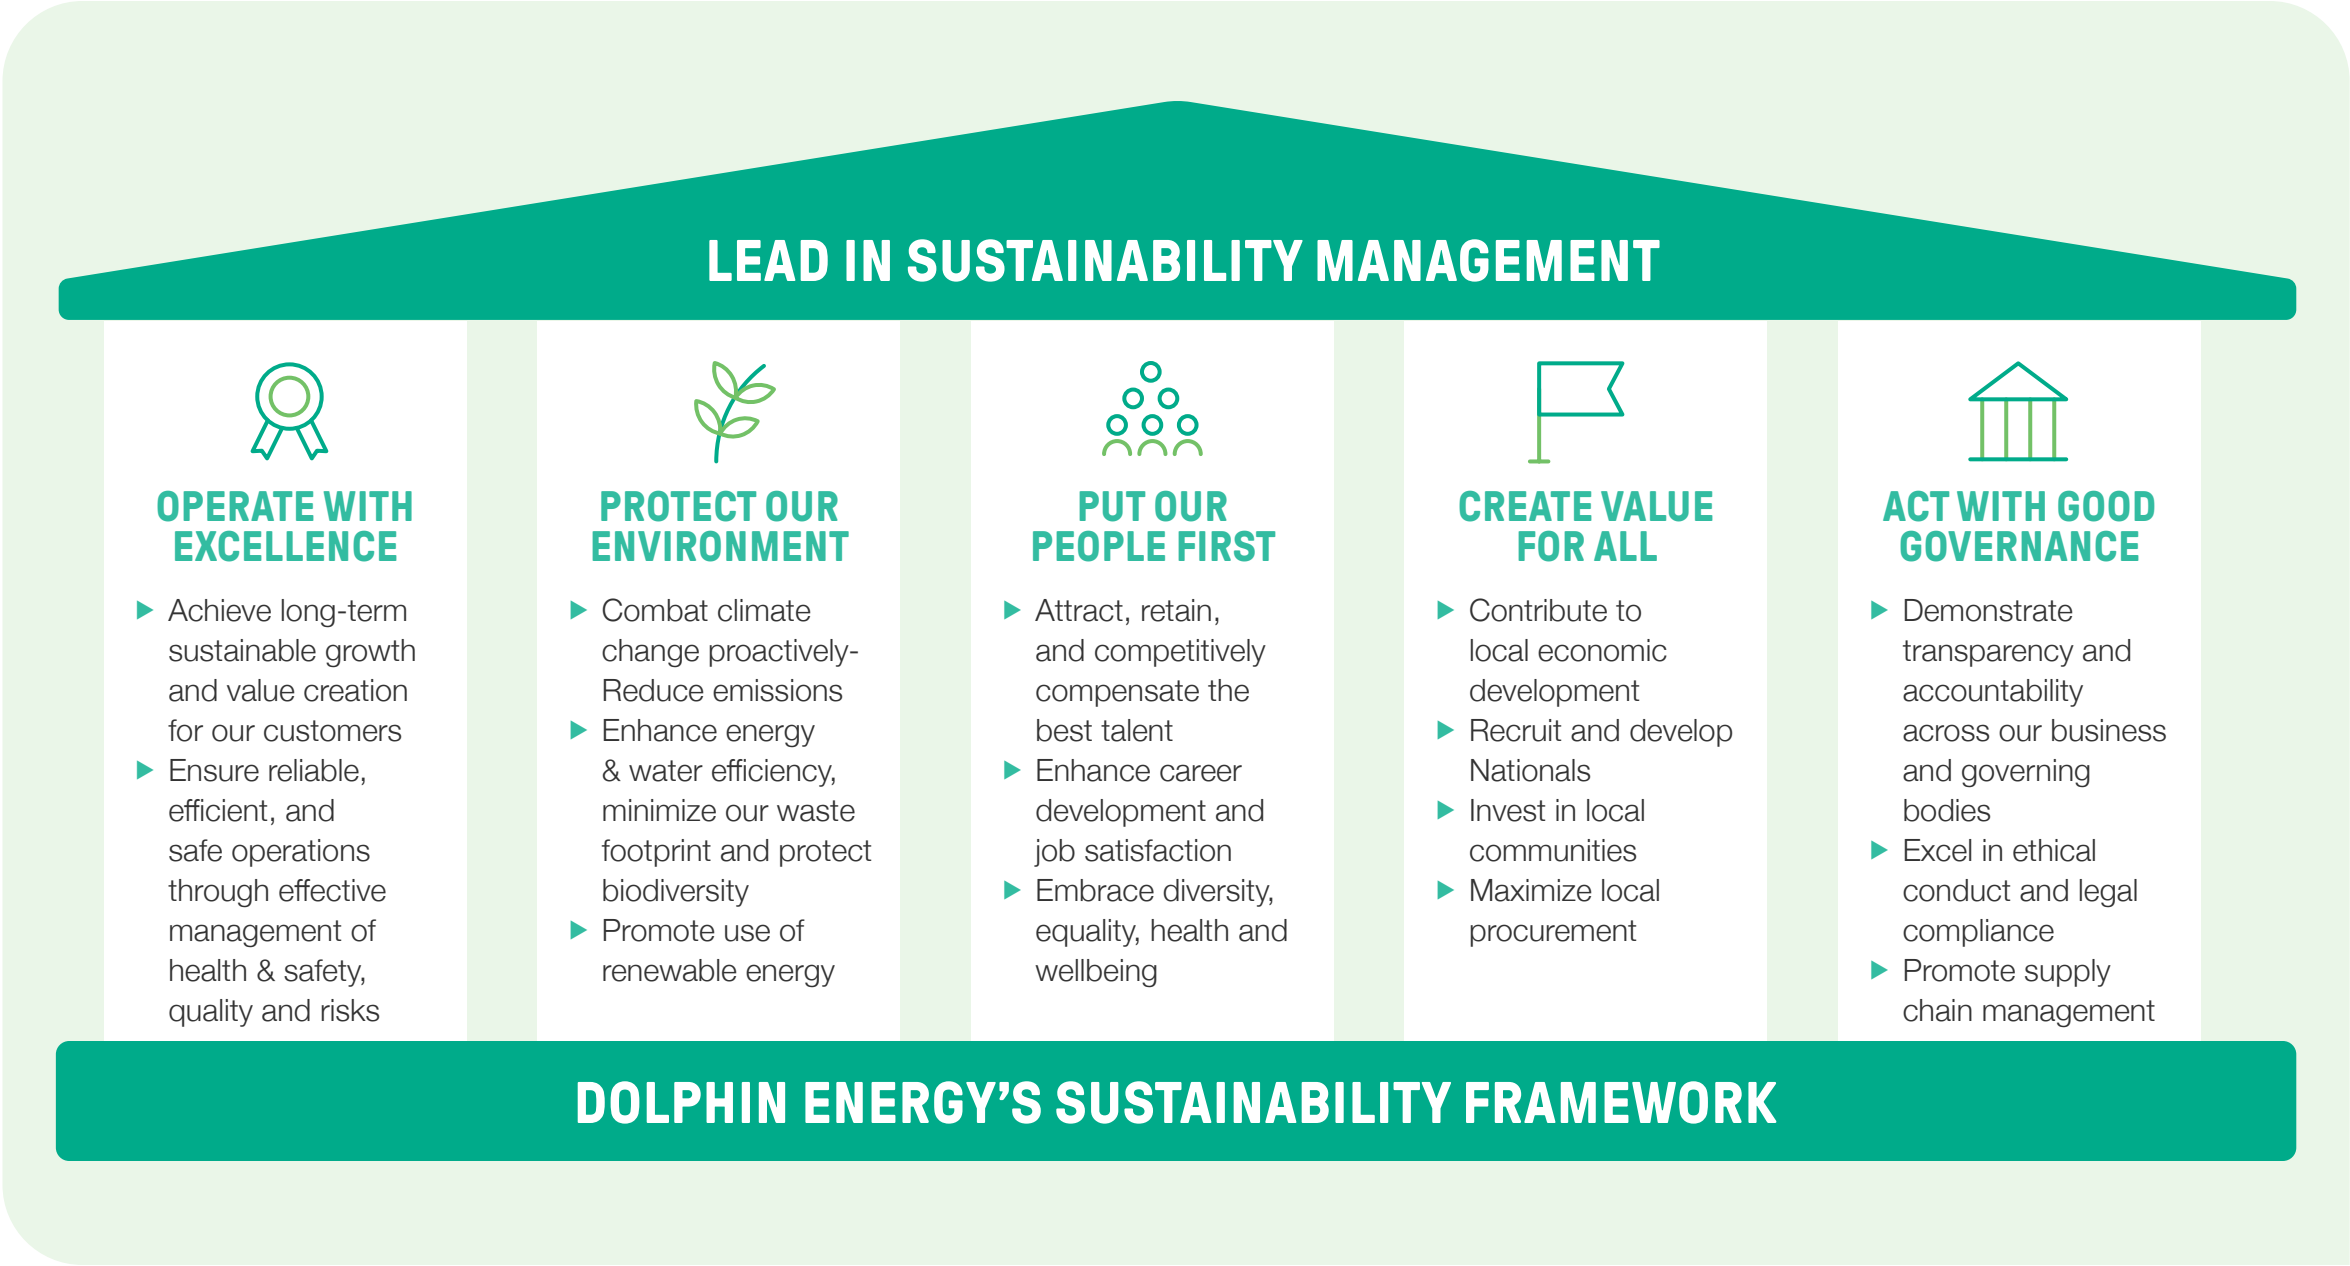 LEAD IN SUSTAINABILITY MANAGEMENT
OPERATE WITH
EXCELLENCE
Achieve long-term
sustainable growth
and value creation
for our customers
Ensure reliable,
efficient, and
safe operations
through effective
management of
health & safety,
quality and risks
PROTECT OUR
ENVIRONMENT
Combat climate
change proactively-
Reduce emissions
Enhance energy
& water efficiency,
minimize our waste
footprint and protect
biodiversity
Promote use of
renewable energy
PUT OUR
PEOPLE FIRST
Attract, retain,
and competitively
compensate the
best talent
Enhance career
development and
job satisfaction
Embrace diversity,
equality, health and
wellbeing
CREATE VALUE
FOR ALL
Contribute to
local economic
development
Recruit and develop
Nationals
Invest in local
communities
Maximize local
procurement
ACT WITH GOOD
GOVERNANCE
Demonstrate
transparency and
accountability
across our business
and governing
bodies
Excel in ethical
conduct and legal
compliance
Promote supply
chain management
DOLPHIN ENERGY’S SUSTAINABILITY FRAMEWORK